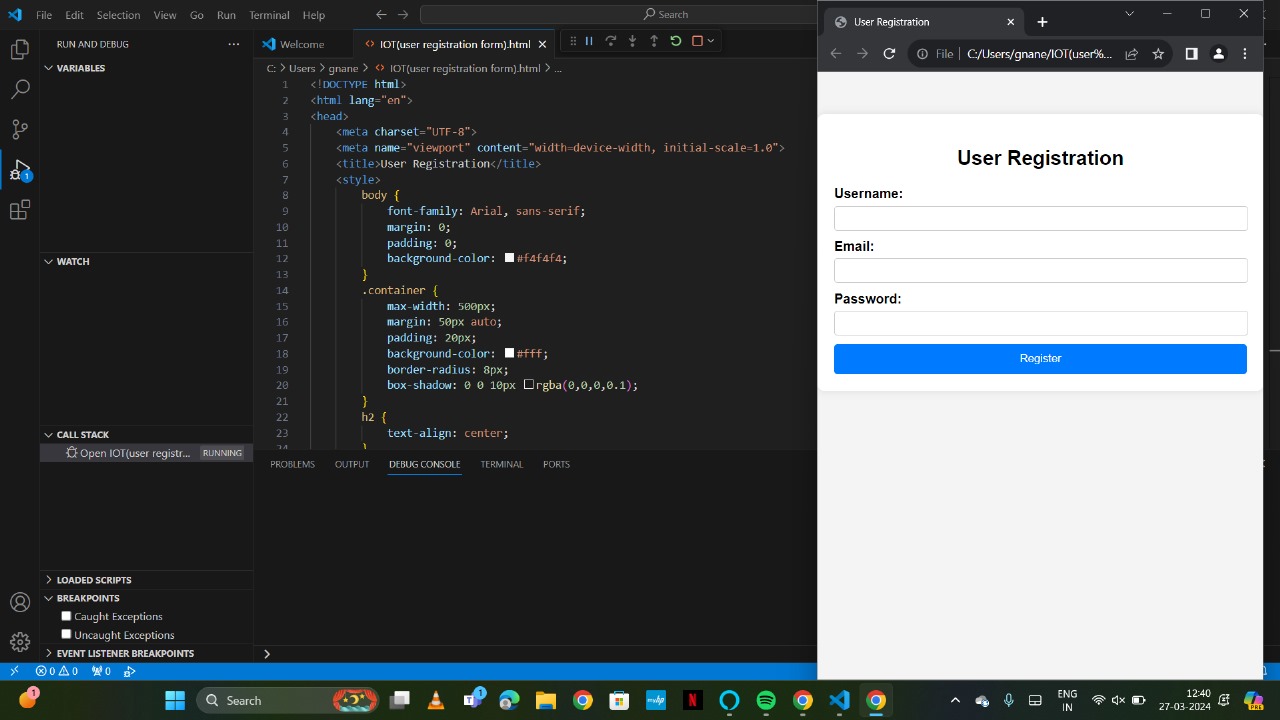 File Edit Selection View Go Run Terminal Help
Search
RUN AND DEBUG
VARIABLES
WATCH
CALL STACK
Open IOT(user registr... RUNNING
LOADED SCRIPTS
BREAKPOINTS
Caught Exceptions
Uncaught Exceptions
EVENT LISTENER BREAKPOINTS
1
Welcome
IOT(user registration form).html
C: > Users > gnane > IOT(user registration form).html > ...
1 <!DOCTYPE html>
2 <html lang="en">
3 <head>
4 <meta charset="UTF-8">
5 <meta name="viewport" content="width=device-width, initial-scale=1.0">
6 <title>User Registration</title>
7 <style>
8 body {
9 font-family: Arial, sans-serif;
10 margin: 0;
11 padding: 0;
12 background-color: #f4f4f4;
13 }
14 .container {
15 max-width: 500px;
16 margin: 50px auto;
17 padding: 20px;
18 background-color: #fff;
19 border-radius: 8px;
20 box-shadow: 0 0 10px rgba(0,0,0,0.1);
21 }
22 h2 {
23 text-align: center;
24 }
PROBLEMS OUTPUT DEBUG CONSOLE TERMINAL PORTS
0 0 0
User Registration
File C:/Users/gnane/IOT(user%...
User Registration
Username:
Email:
Password:
Register
1
Search
1
myhp
N
ENG
IN
12:40
27-03-2024
PRE